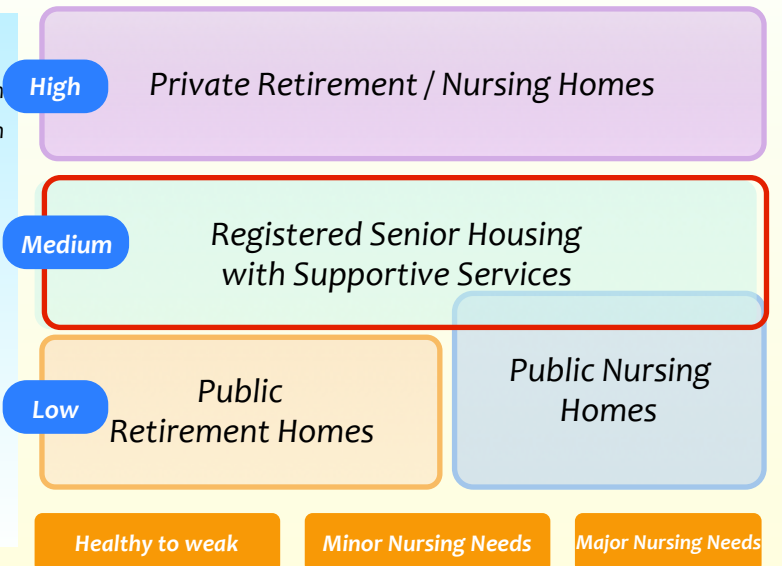 High
Private Retirement / Nursing Homes
n
n
Medium
Registered Senior Housing
with Supportive Services
Low
Public
Retirement Homes
Public Nursing
Homes
Healthy to weak
Minor Nursing Needs
Major Nursing Needs